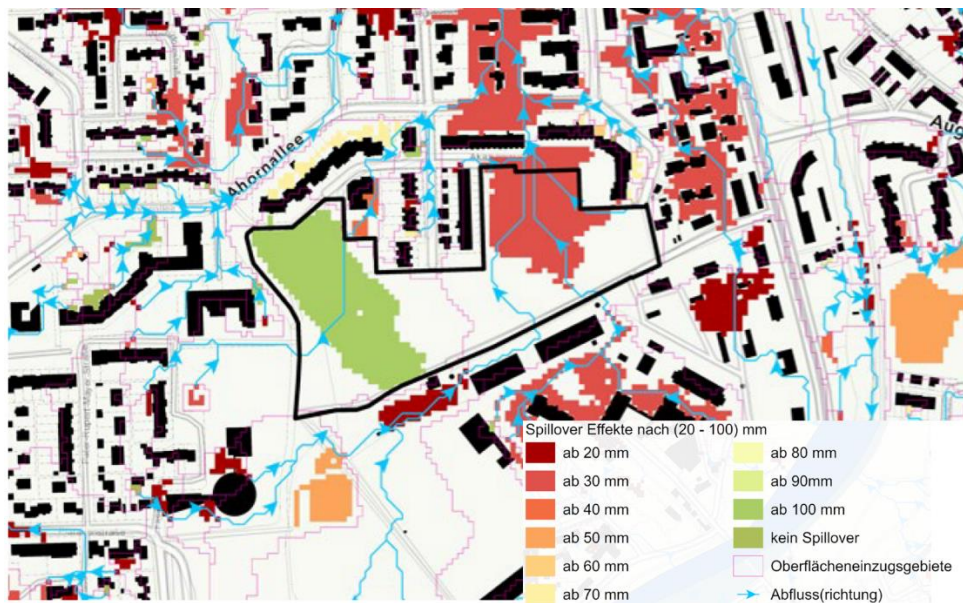 Ahornallee
Aug
Spillover Effekte nach (20 - 100) mm
ab 20 mm
ab 30 mm
ab 40 mm
ab 50 mm
ab 60 mm
ab 70 mm
ab 80 mm
ab 90mm
ab 100 mm
kein Spillover
Oberflächeneinzugsgebiete
Abfluss(richtung)